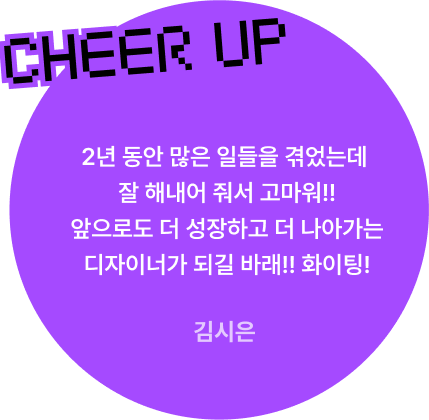 CHEER UP
2년 동안 많은 일들을 겪었는데
잘 해내어 줘서 고마워!!
앞으로도 더 성장하고 더 나아가는
디자이너가 되길 바래!! 화이팅!
김시은